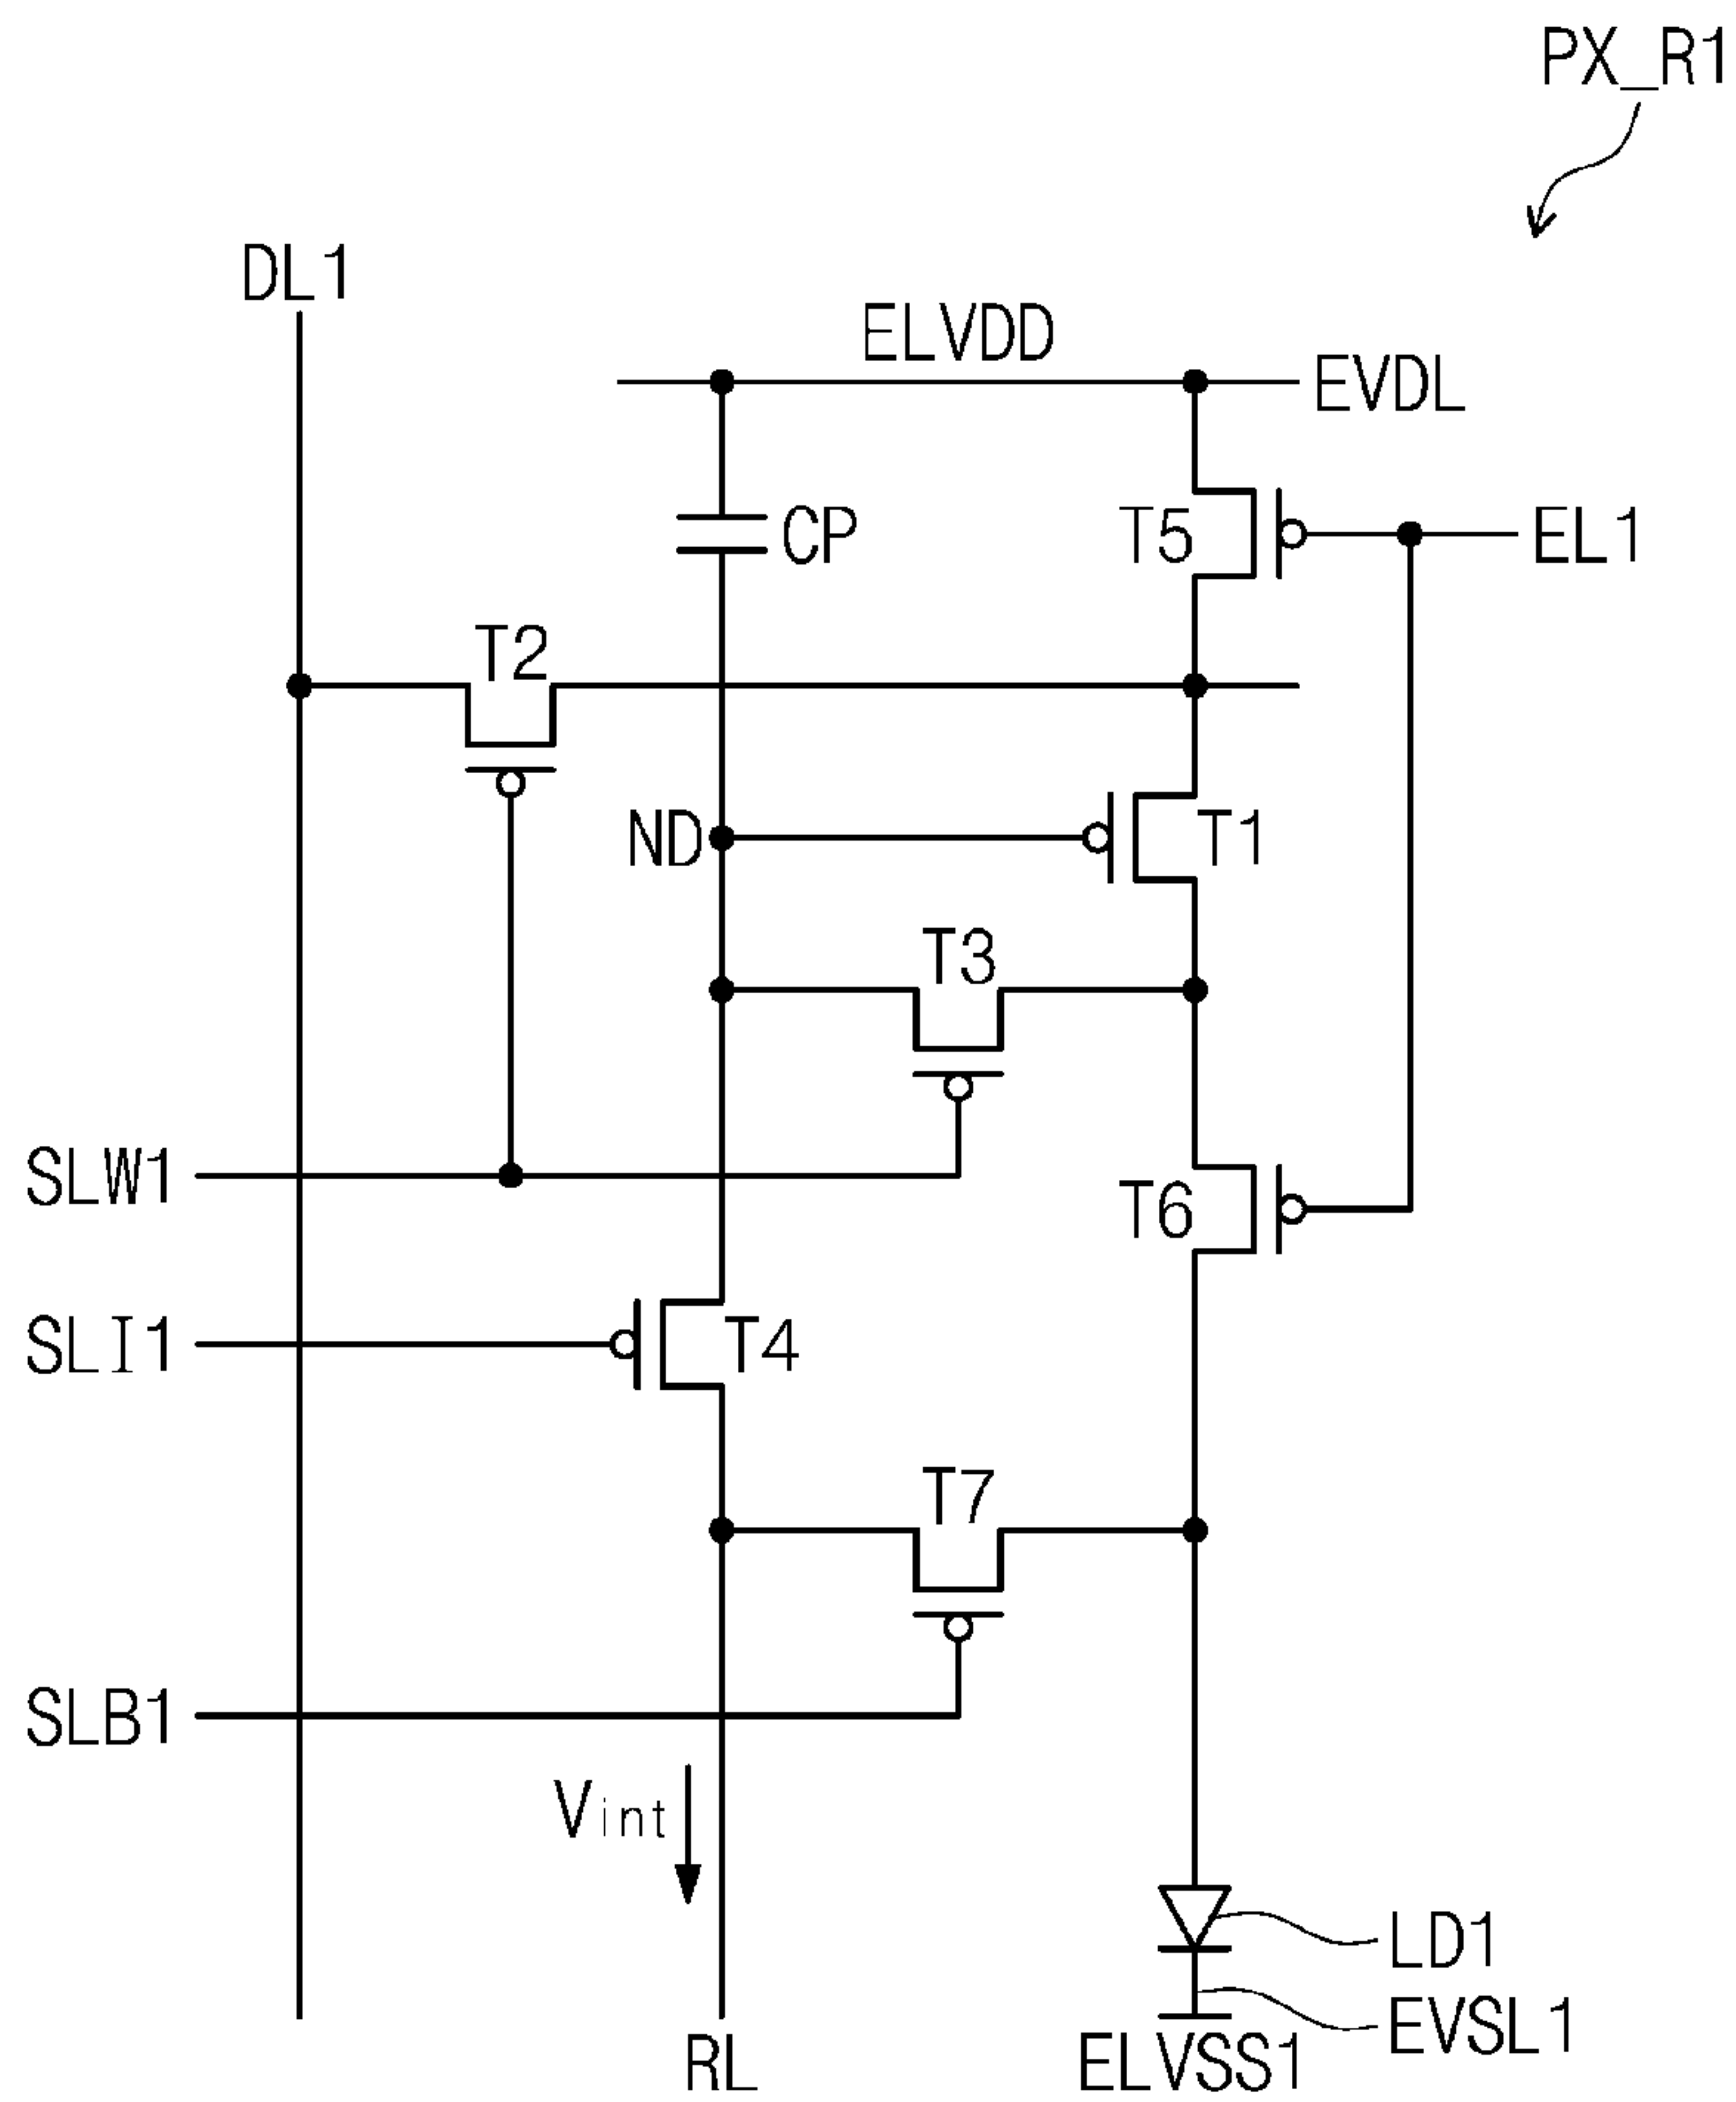 PX_R1
DL1
ELVDD
EVDL
CP
T5
EL1
T2
ND
T1
T3
SLW1
T6
SLI1
T4
T7
SLB1
Vint
LD1
EVSL1
RL
ELVSS1